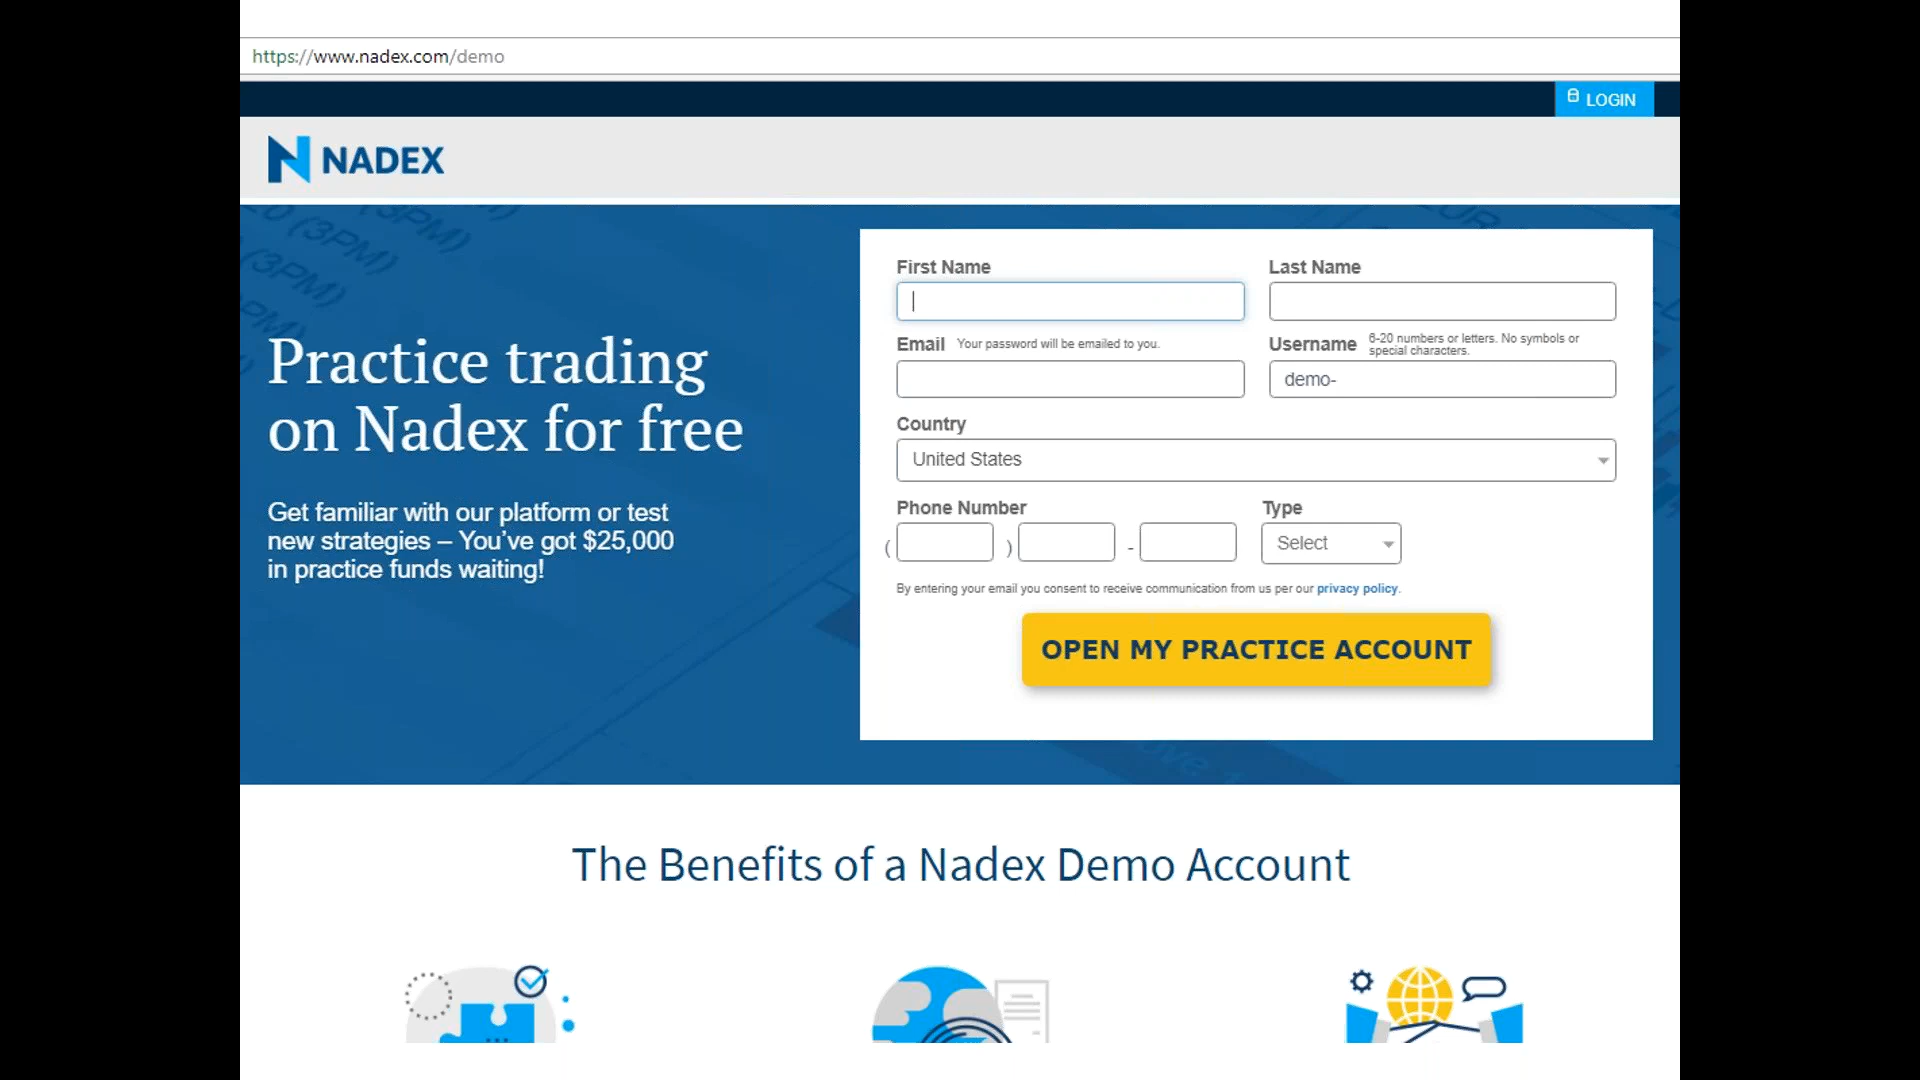 https://www.nadex.com/demo
LOGIN
NADEX
Practice trading
on Nadex for free
Get familiar with our platform or test
new strategies – You've got $25,000
in practice funds waiting!
First Name
Last Name
Email Your password will be emailed to you.
Username 6-20 numbers or letters. No symbols or
special characters.
demo-
Country
United States
Phone Number
Type
( ) -
Select
By entering your email you consent to receive communication from us per our privacy policy.
OPEN MY PRACTICE ACCOUNT
The Benefits of a Nadex Demo Account
(3PM)
(3PM)
(3PM)